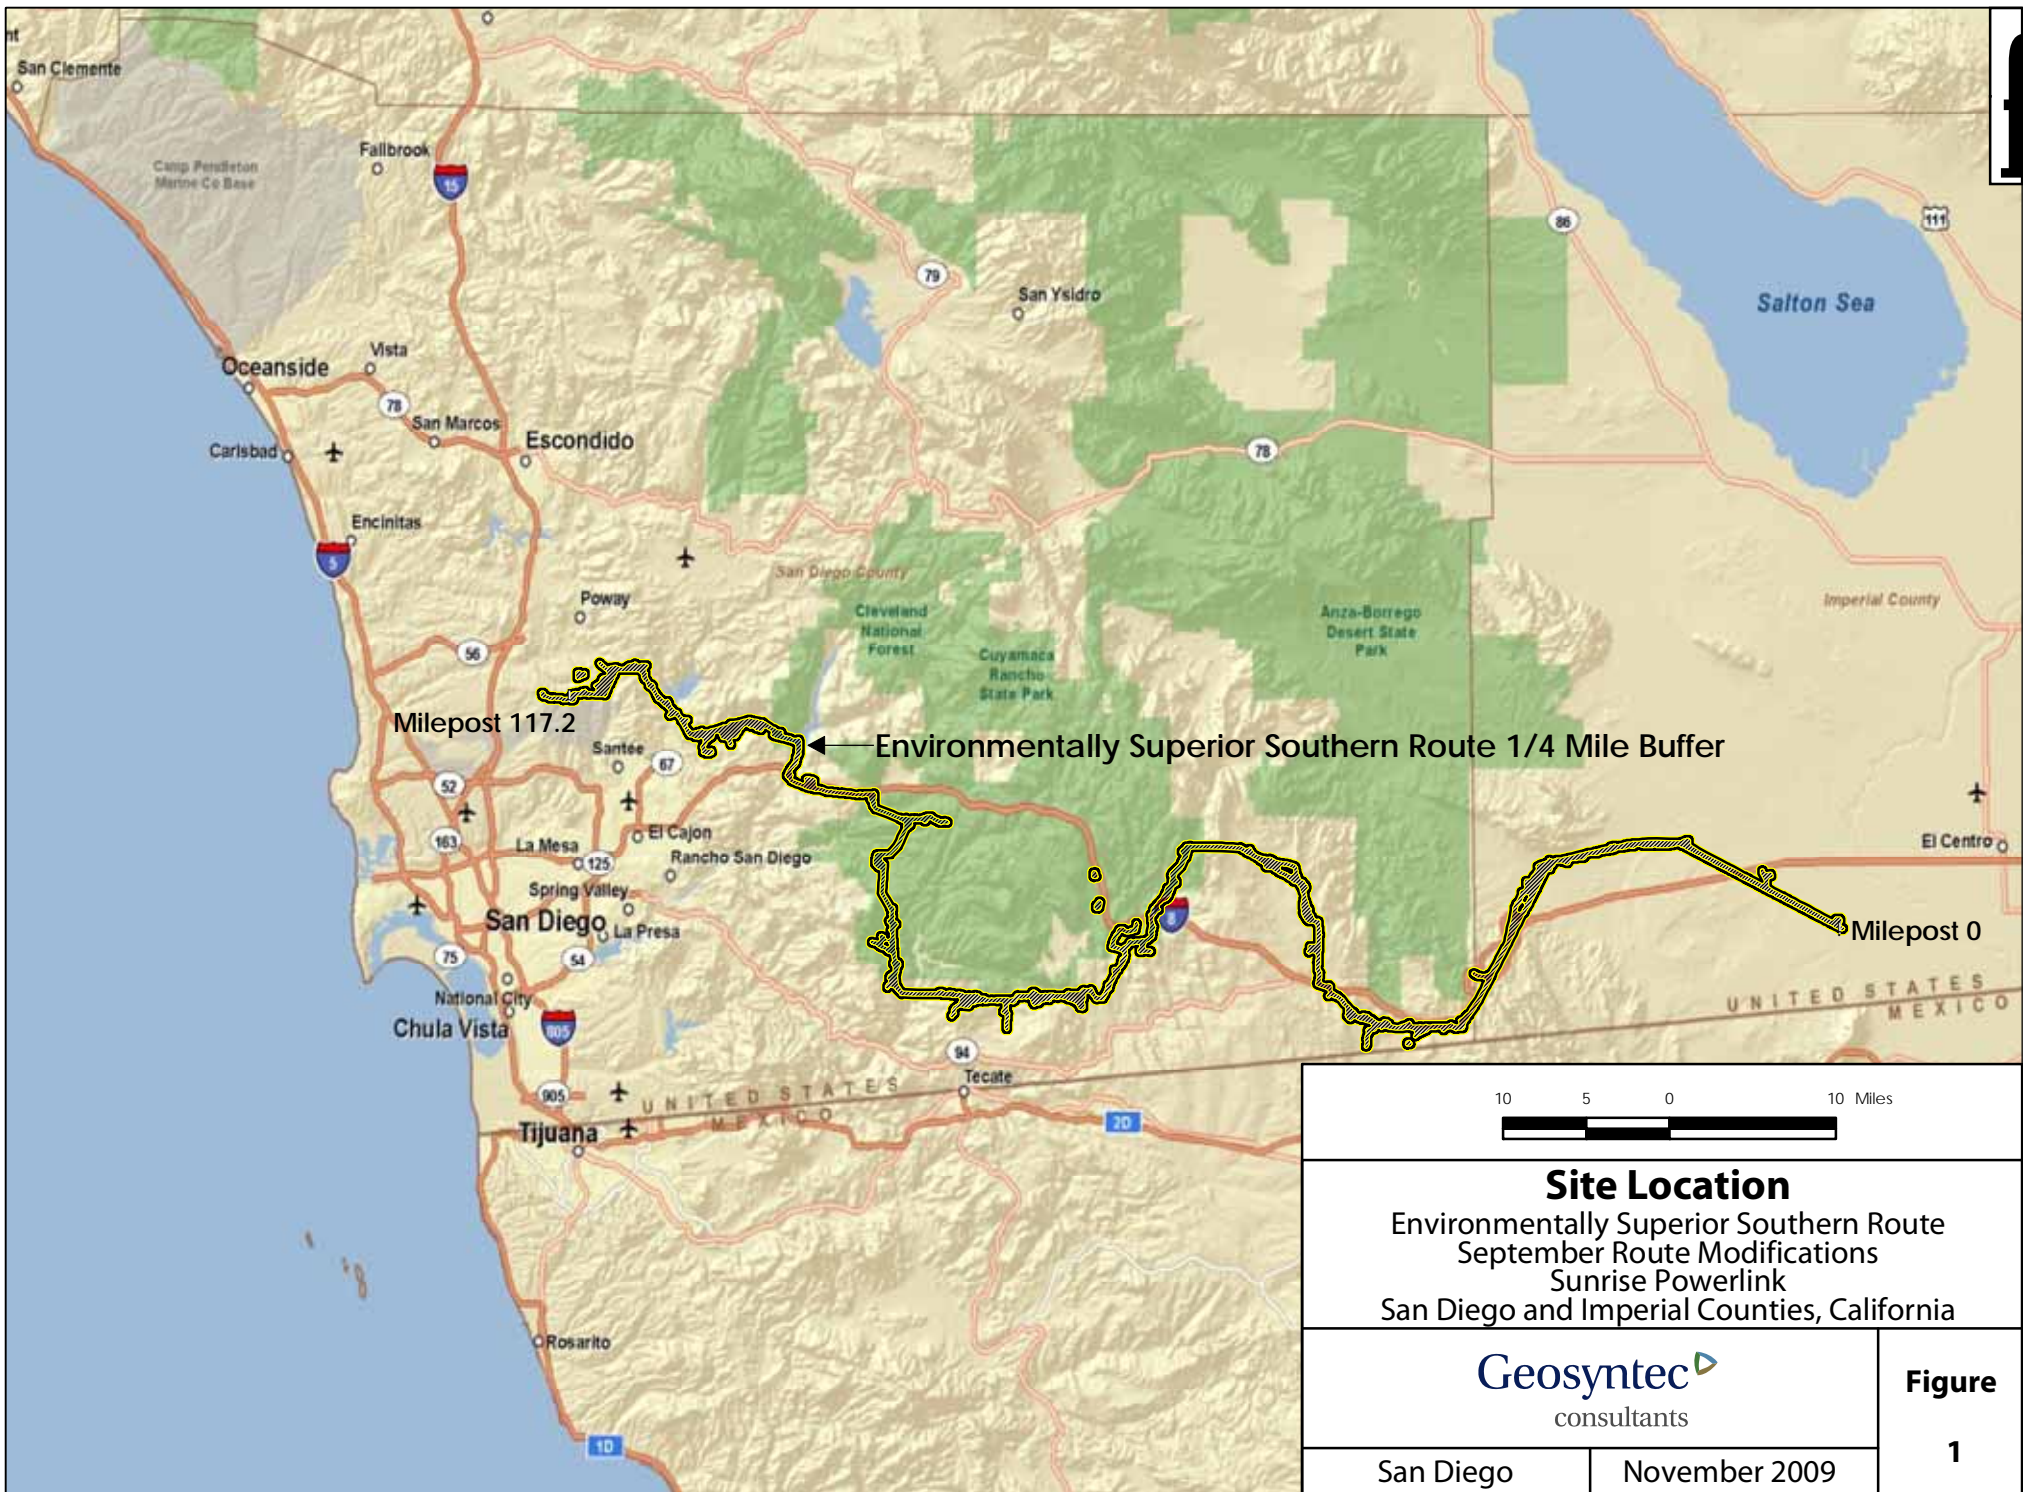 San Clemente
Camp Pendleton
Marine Co Base
Fallbrook
15
79
San Ysidro
86
111
Salton Sea
Oceanside
Vista
78
San Marcos
Escondido
Carlsbad
78
Encinitas
5
San Diego County
Poway
Cleveland
National
Forest
Cuyamaca
Rancho
State Park
Anza-Borrego
Desert State
Park
Imperial County
56
Milepost 117.2
Santee
67
Environmentally Superior Southern Route 1/4 Mile Buffer
52
163
La Mesa
125
El Cajon
Rancho San Diego
El Centro
Spring Valley
San Diego
La Presa
8
Milepost 0
75
54
National City
Chula Vista
805
UNITED STATES
MEXICO
94
Tecate
905
UNITED STATES
MEXICO
2D
Tijuana
Rosarito
1D
10 5 0 10 Miles
Site Location
Environmentally Superior Southern Route
September Route Modifications
Sunrise Powerlink
San Diego and Imperial Counties, California
Geosyntec
consultants
Figure
1
San Diego
November 2009